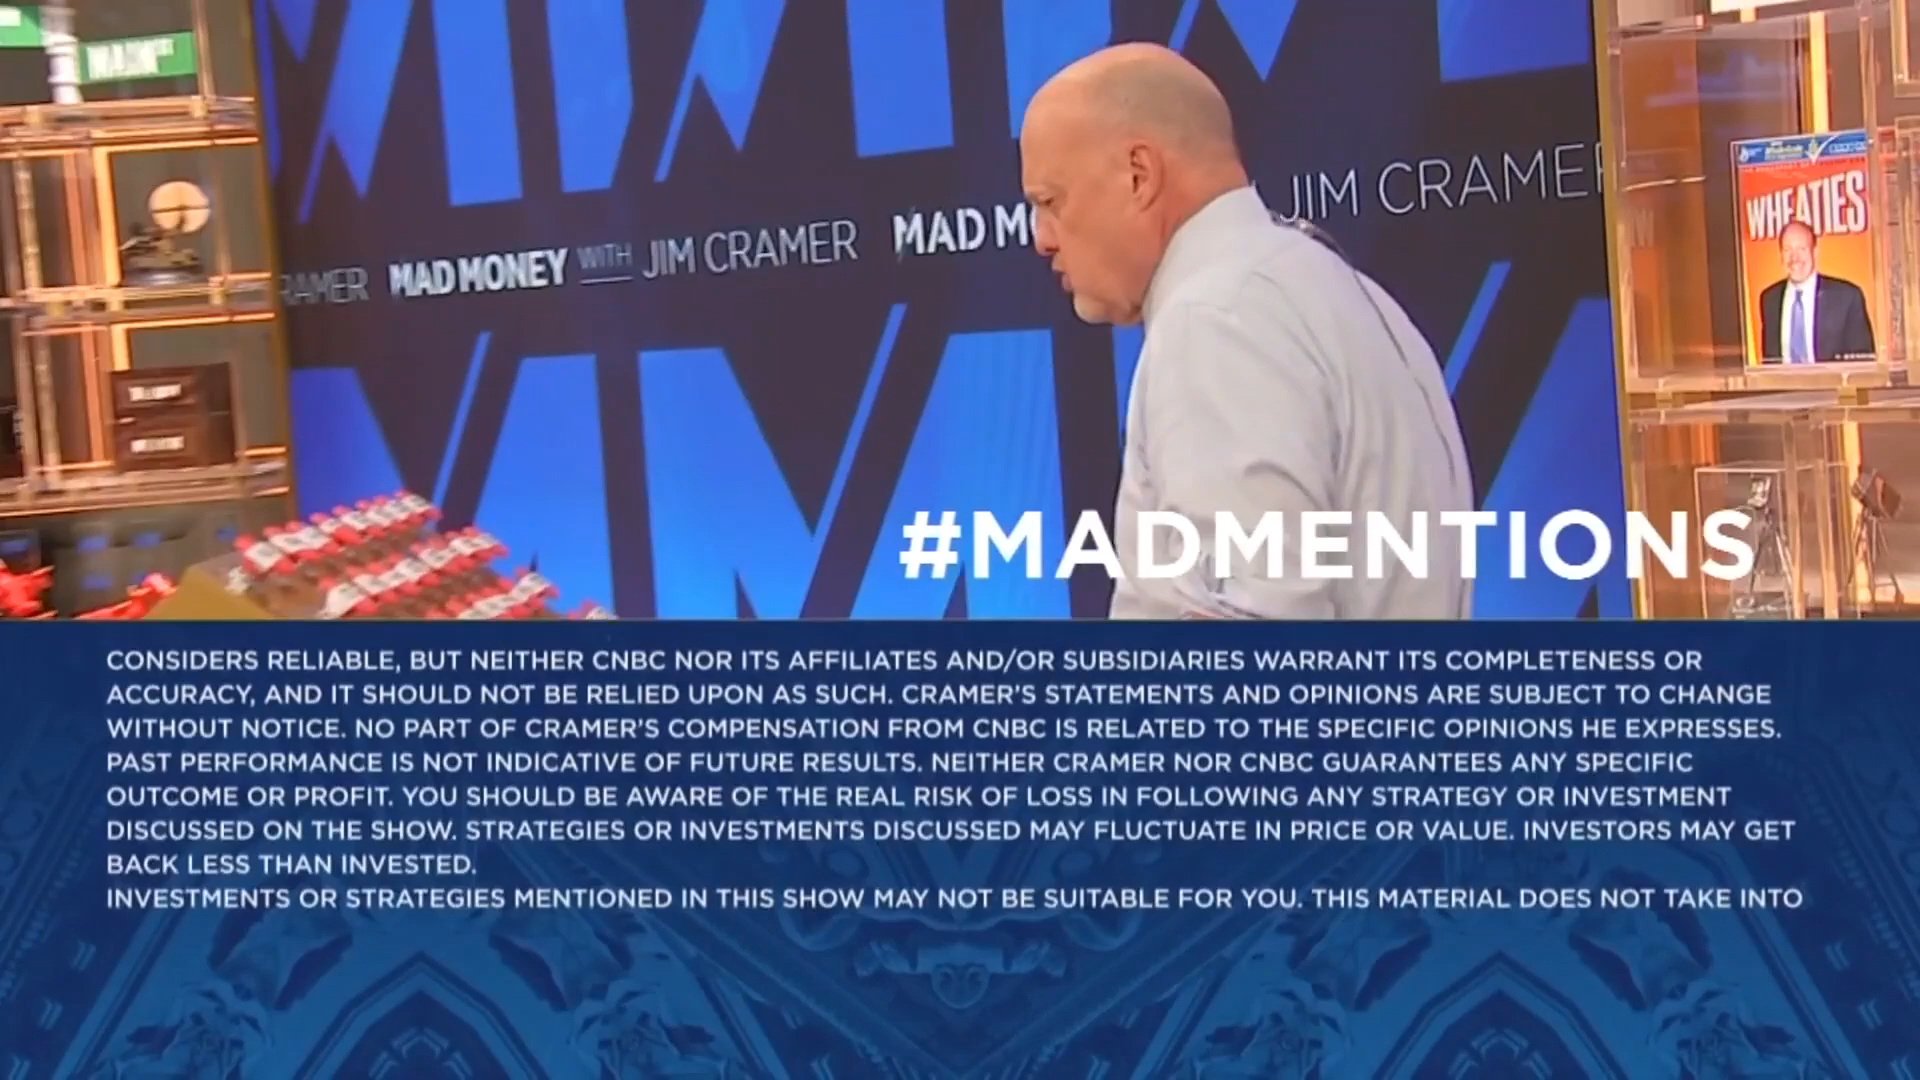 MAIN ST
WHEATIES
JIM CRAMER
RAMER MAD MONEY WITH JIM CRAMER MAD MO
#MADMENTIONS
CONSIDERS RELIABLE, BUT NEITHER CNBC NOR ITS AFFILIATES AND/OR SUBSIDIARIES WARRANT ITS COMPLETENESS OR
ACCURACY, AND IT SHOULD NOT BE RELIED UPON AS SUCH. CRAMER'S STATEMENTS AND OPINIONS ARE SUBJECT TO CHANGE
WITHOUT NOTICE. NO PART OF CRAMER'S COMPENSATION FROM CNBC IS RELATED TO THE SPECIFIC OPINIONS HE EXPRESSES.
PAST PERFORMANCE IS NOT INDICATIVE OF FUTURE RESULTS. NEITHER CRAMER NOR CNBC GUARANTEES ANY SPECIFIC
OUTCOME OR PROFIT. YOU SHOULD BE AWARE OF THE REAL RISK OF LOSS IN FOLLOWING ANY STRATEGY OR INVESTMENT
DISCUSSED ON THE SHOW. STRATEGIES OR INVESTMENTS DISCUSSED MAY FLUCTUATE IN PRICE OR VALUE. INVESTORS MAY GET
BACK LESS THAN INVESTED.
INVESTMENTS OR STRATEGIES MENTIONED IN THIS SHOW MAY NOT BE SUITABLE FOR YOU. THIS MATERIAL DOES NOT TAKE INTO